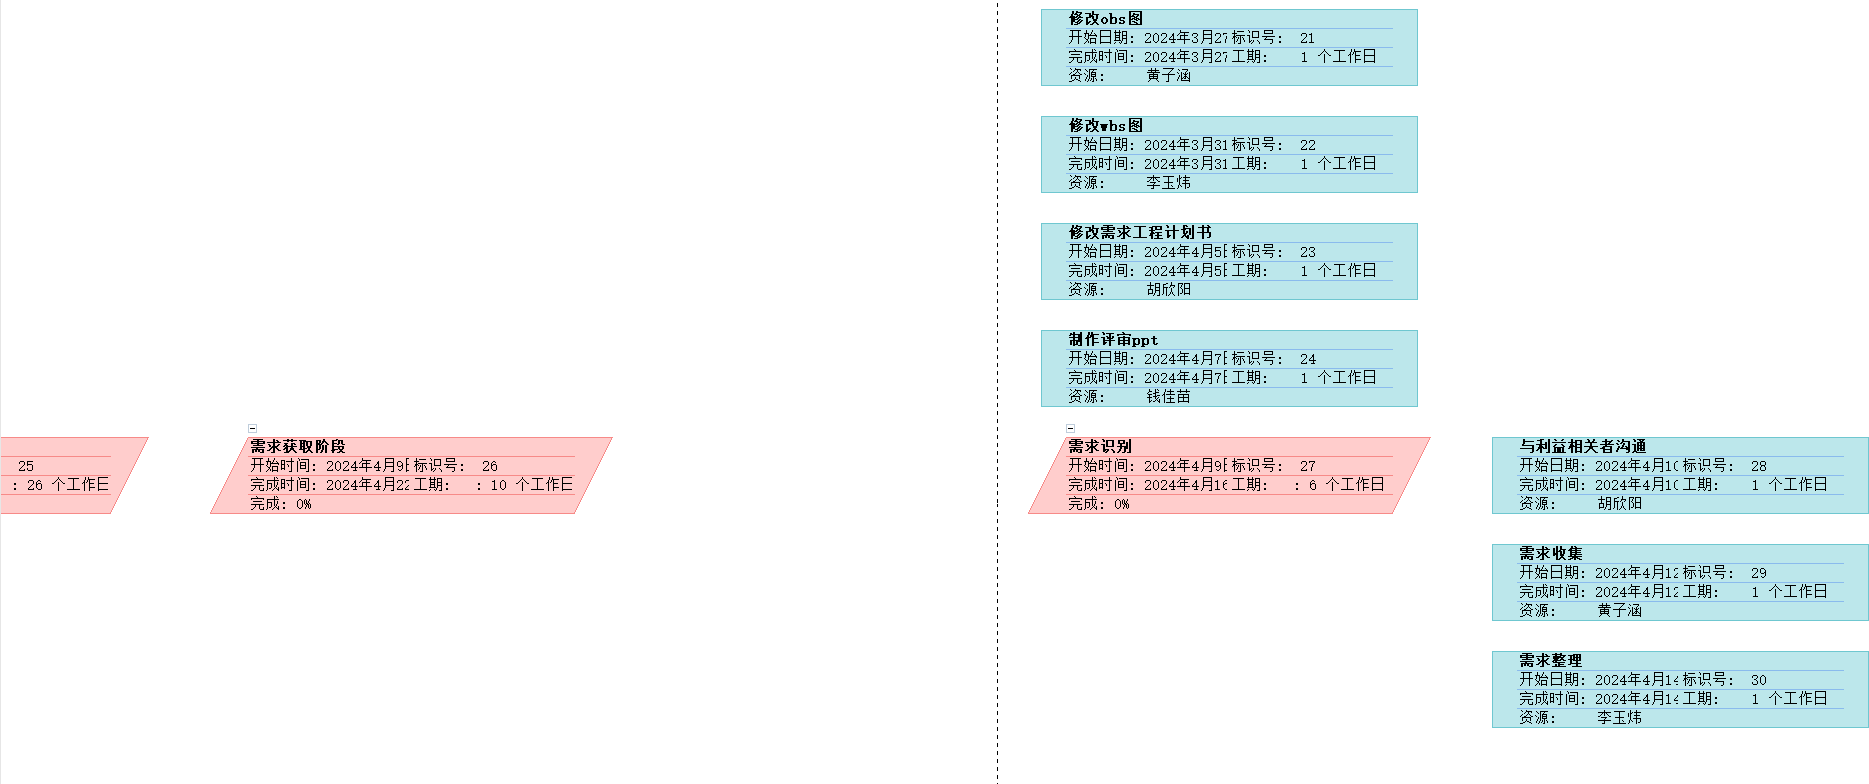 修改obs图
开始日期: 2024年3月27 标识号: 21
完成时间: 2024年3月27 工期: 1 个工作日
资源: 黄子涵
修改wbs图
开始日期: 2024年3月31 标识号: 22
完成时间: 2024年3月31 工期: 1 个工作日
资源: 李玉炜
修改需求工程计划书
开始日期: 2024年4月5日 标识号: 23
完成时间: 2024年4月5日 工期: 1 个工作日
资源: 胡欣阳
制作评审ppt
开始日期: 2024年4月7日 标识号: 24
完成时间: 2024年4月7日 工期: 1 个工作日
资源: 钱佳苗
25
: 26 个工作日
需求获取阶段
开始时间: 2024年4月9日 标识号: 26
完成时间: 2024年4月22 工期: : 10 个工作日
完成: 0%
需求识别
开始时间: 2024年4月9日 标识号: 27
完成时间: 2024年4月16 工期: : 6 个工作日
完成: 0%
与利益相关者沟通
开始日期: 2024年4月10 标识号: 28
完成时间: 2024年4月10 工期: 1 个工作日
资源: 胡欣阳
需求收集
开始日期: 2024年4月12 标识号: 29
完成时间: 2024年4月12 工期: 1 个工作日
资源: 黄子涵
需求整理
开始日期: 2024年4月14 标识号: 30
完成时间: 2024年4月14 工期: 1 个工作日
资源: 李玉炜